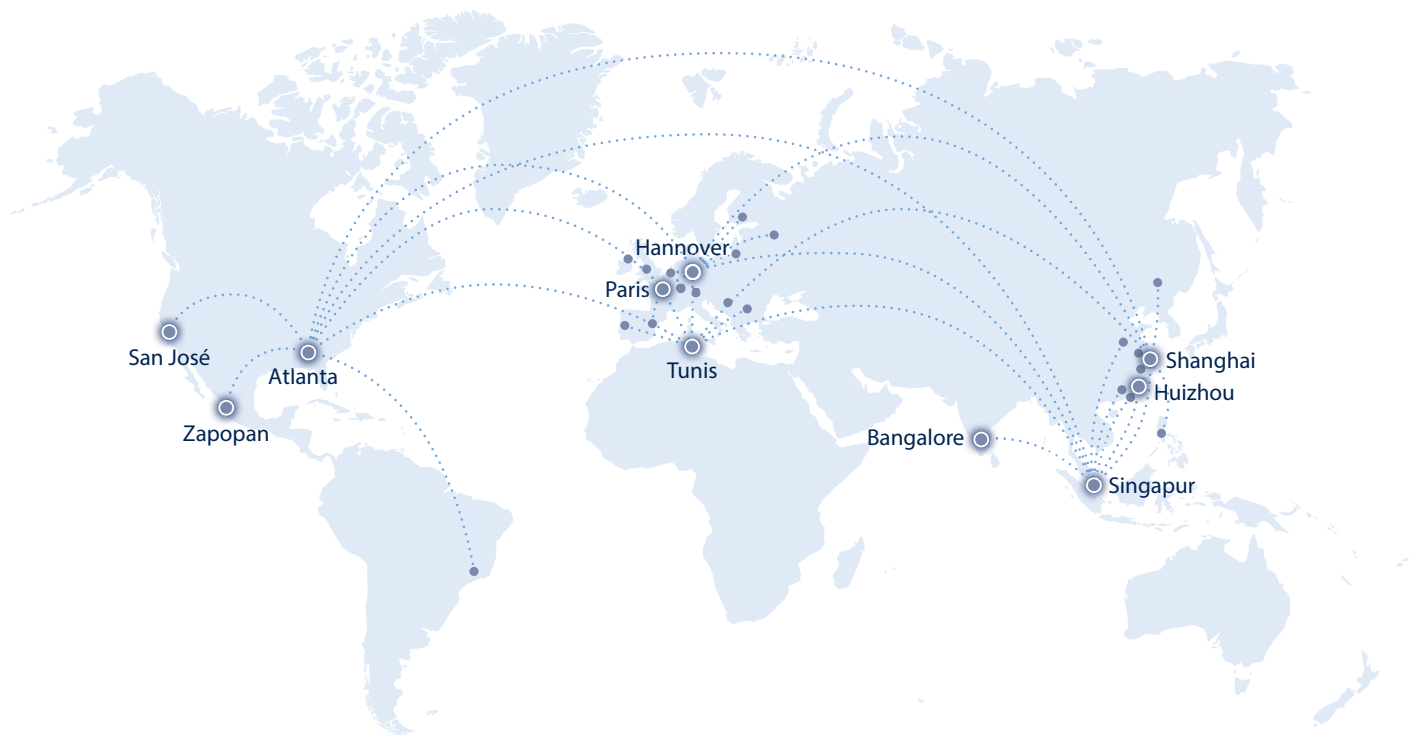 Hannover
Paris
San José
Shanghai
Tunis
Atlanta
Huizhou
Zapopan
Bangalore
Singapur